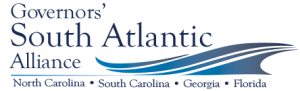 Governors'
South Atlantic
Alliance
North Carolina • South Carolina • Georgia • Florida